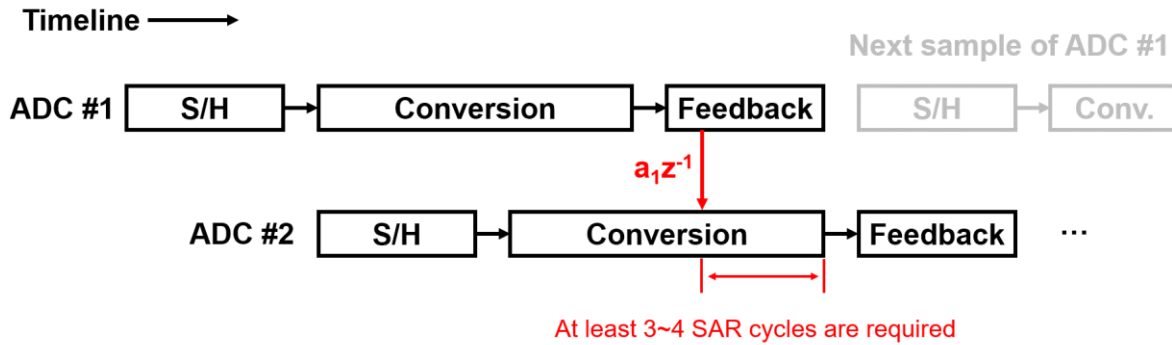 Timeline
Next sample of ADC #1
ADC #1 S/H Conversion Feedback S/H Conv.
a₁z⁻¹
ADC #2 S/H Conversion Feedback ...
At least 3~4 SAR cycles are required